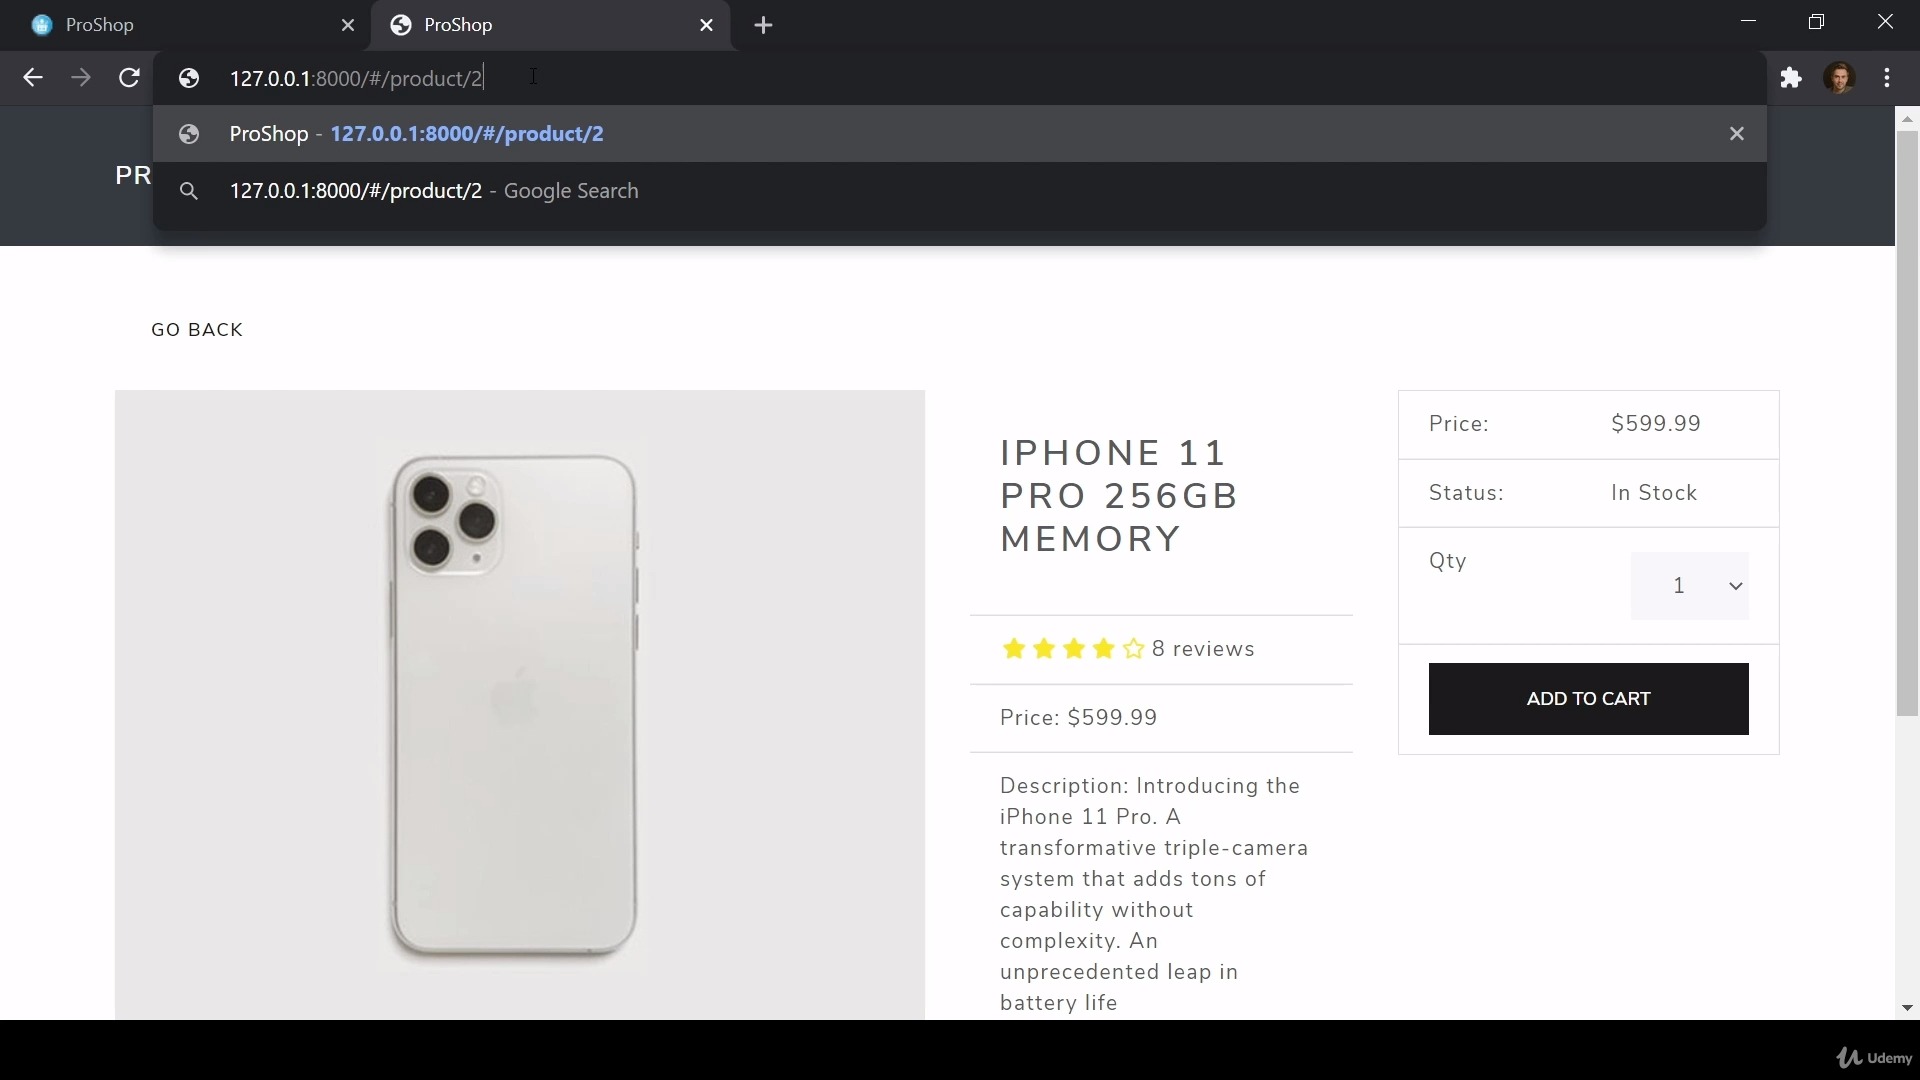 ProShop
ProShop
127.0.0.1:8000/#/product/2
ProShop - 127.0.0.1:8000/#/product/2
127.0.0.1:8000/#/product/2 - Google Search
PR
GO BACK
IPHONE 11
PRO 256GB
MEMORY
8 reviews
Price: $599.99
Description: Introducing the
iPhone 11 Pro. A
transformative triple-camera
system that adds tons of
capability without
complexity. An
unprecedented leap in
battery life
Price: $599.99
Status: In Stock
Qty 1
ADD TO CART
Udemy